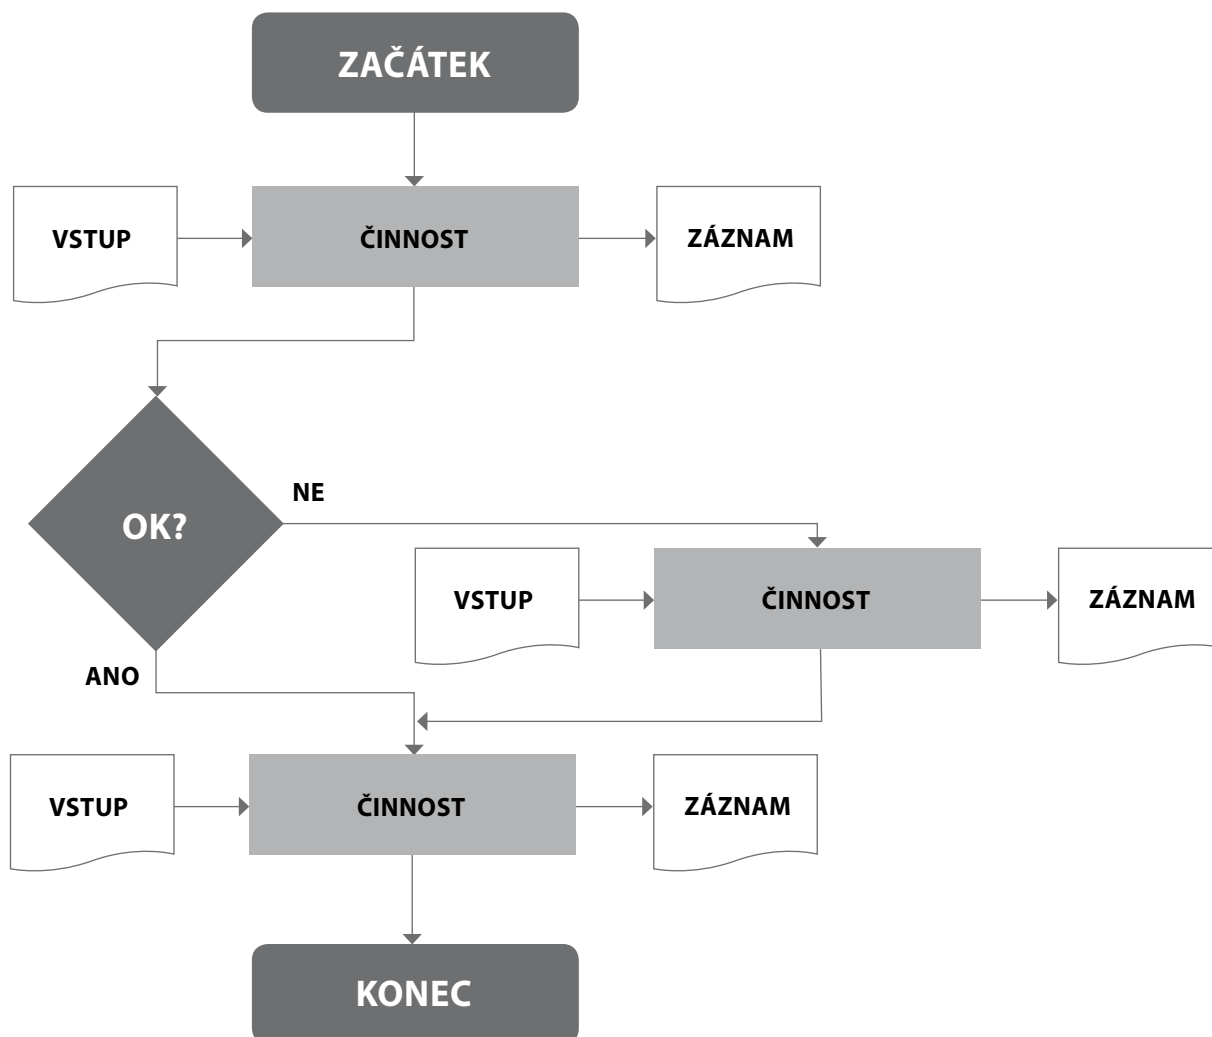 ZAČÁTEK
VSTUP
ČINNOST
ZÁZNAM
OK?
NE
VSTUP
ČINNOST
ZÁZNAM
ANO
VSTUP
ČINNOST
ZÁZNAM
KONEC